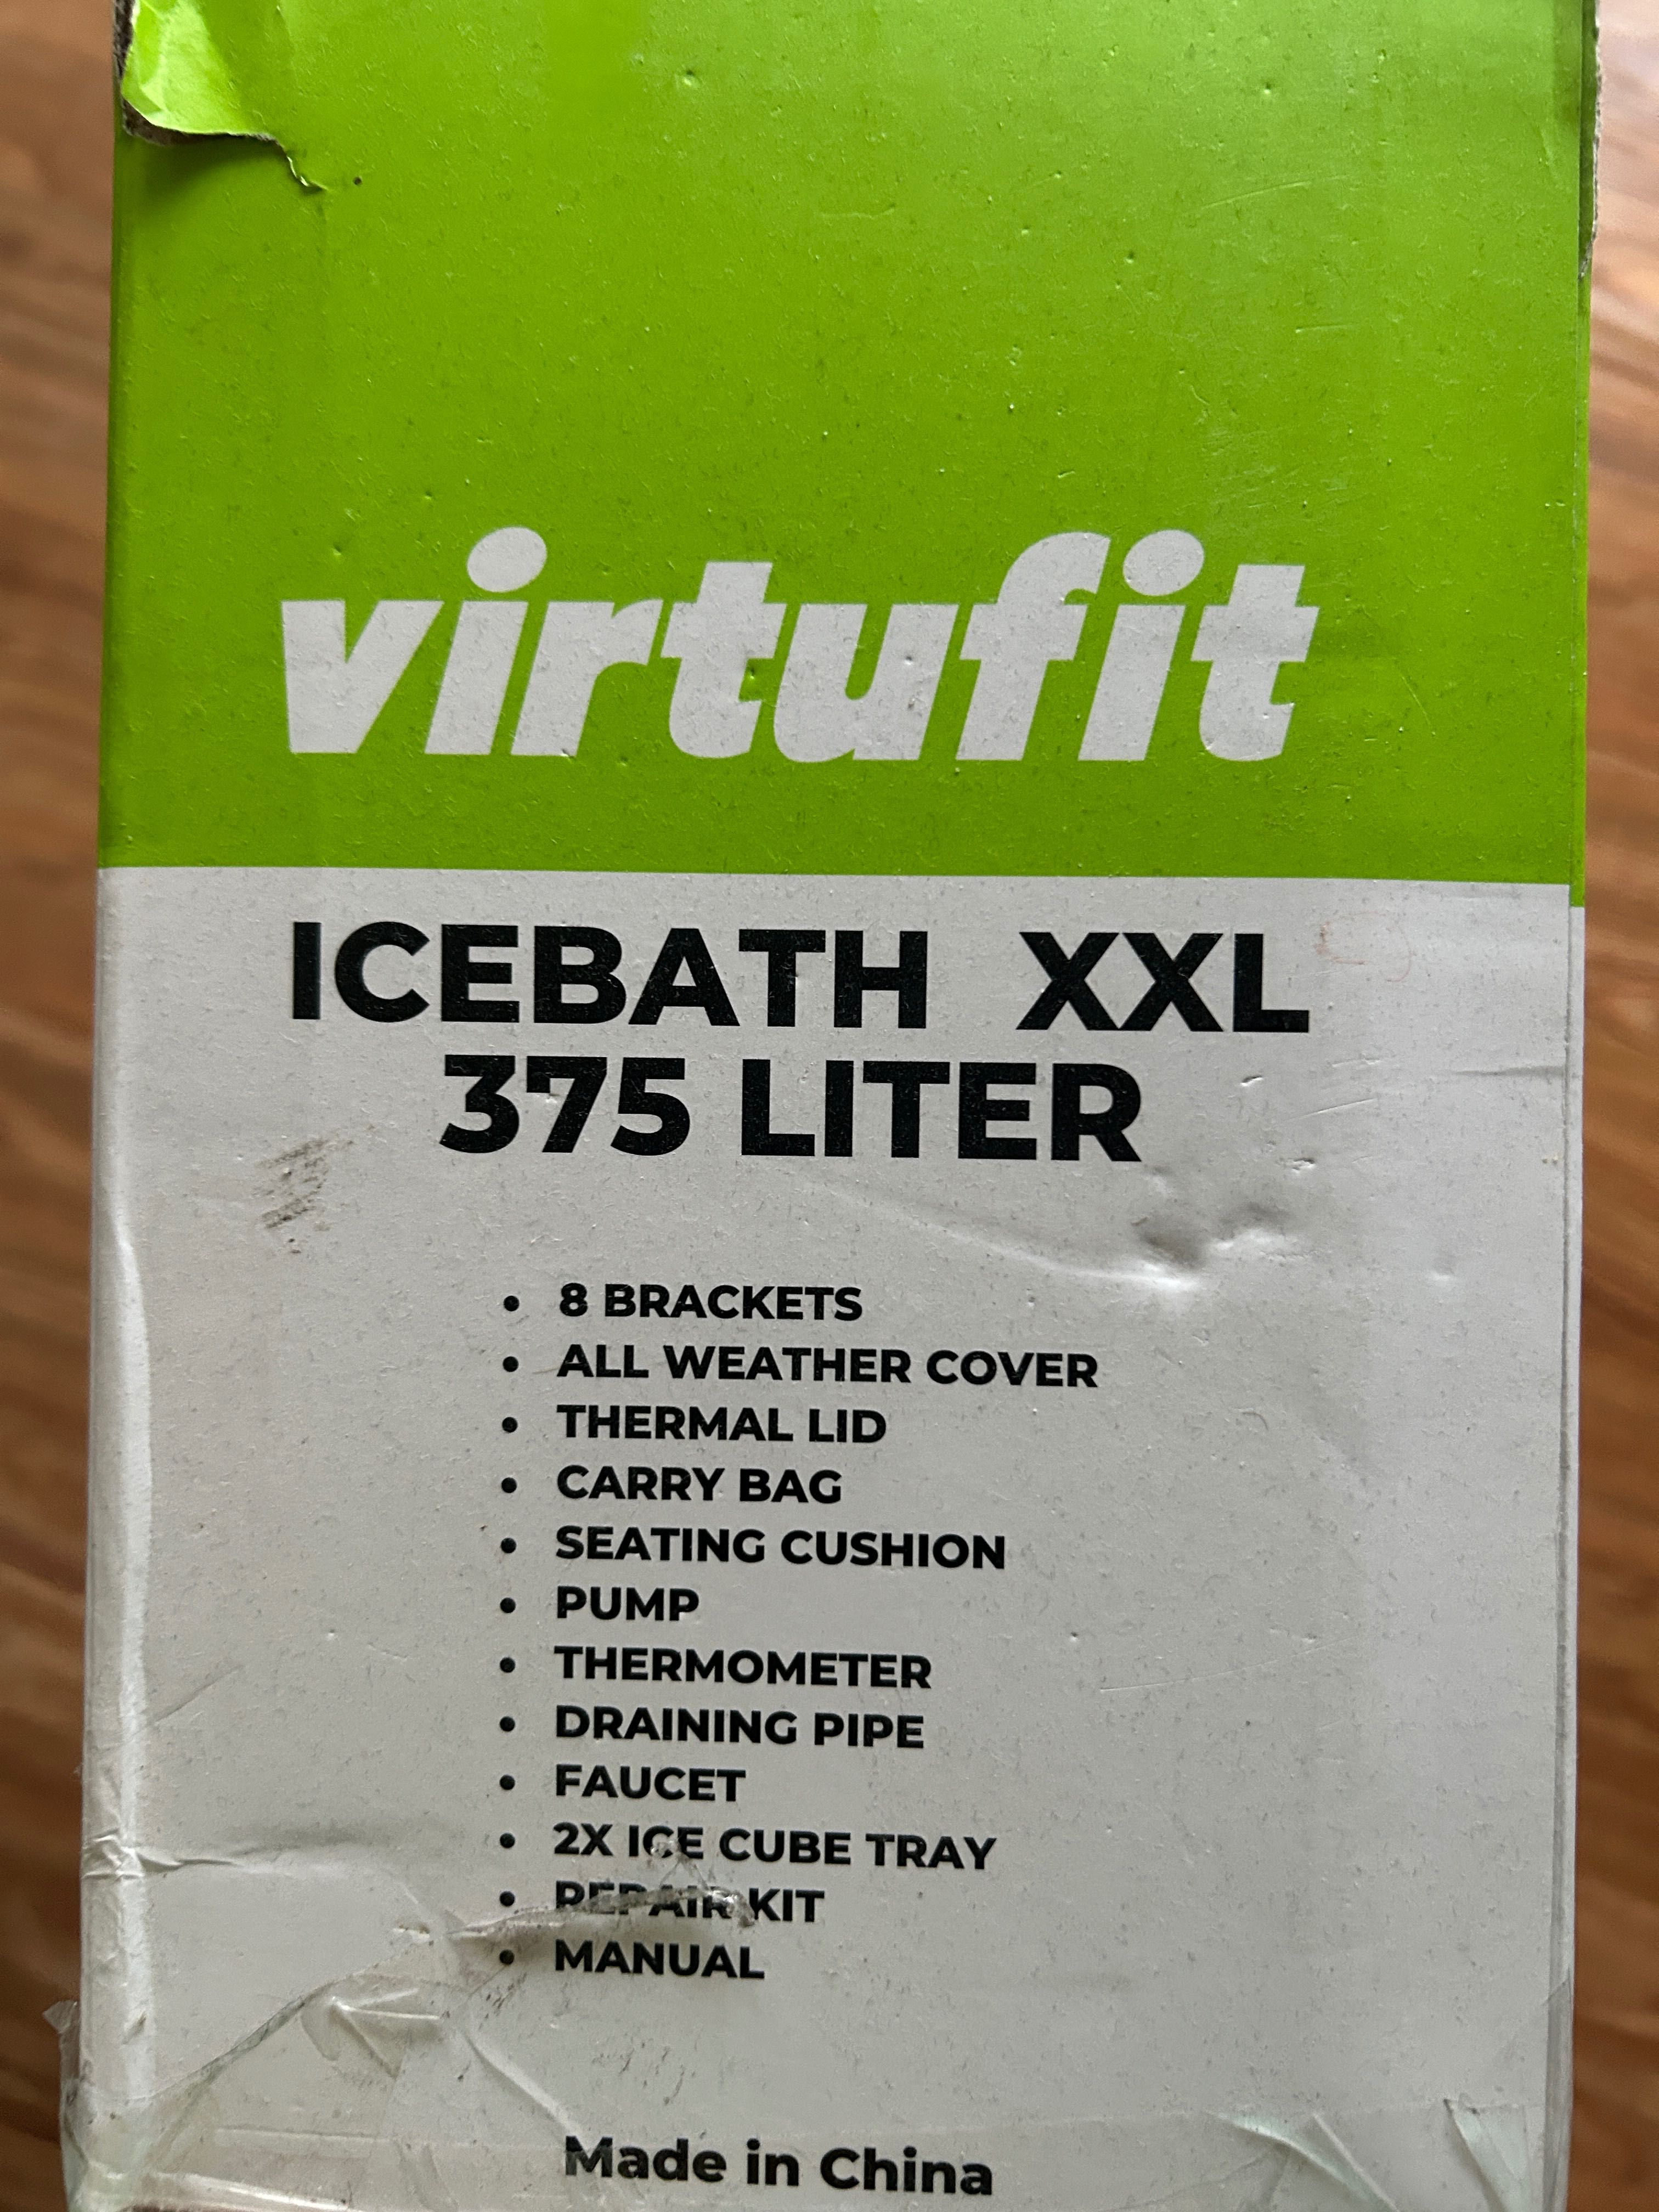 virtufit
ICEBATH XXL
375 LITER
• 8 BRACKETS
• ALL WEATHER COVER
• THERMAL LID
• CARRY BAG
• SEATING CUSHION
• PUMP
• THERMOMETER
• DRAINING PIPE
• FAUCET
• 2X ICE CUBE TRAY
• REPAIR KIT
• MANUAL
Made in China